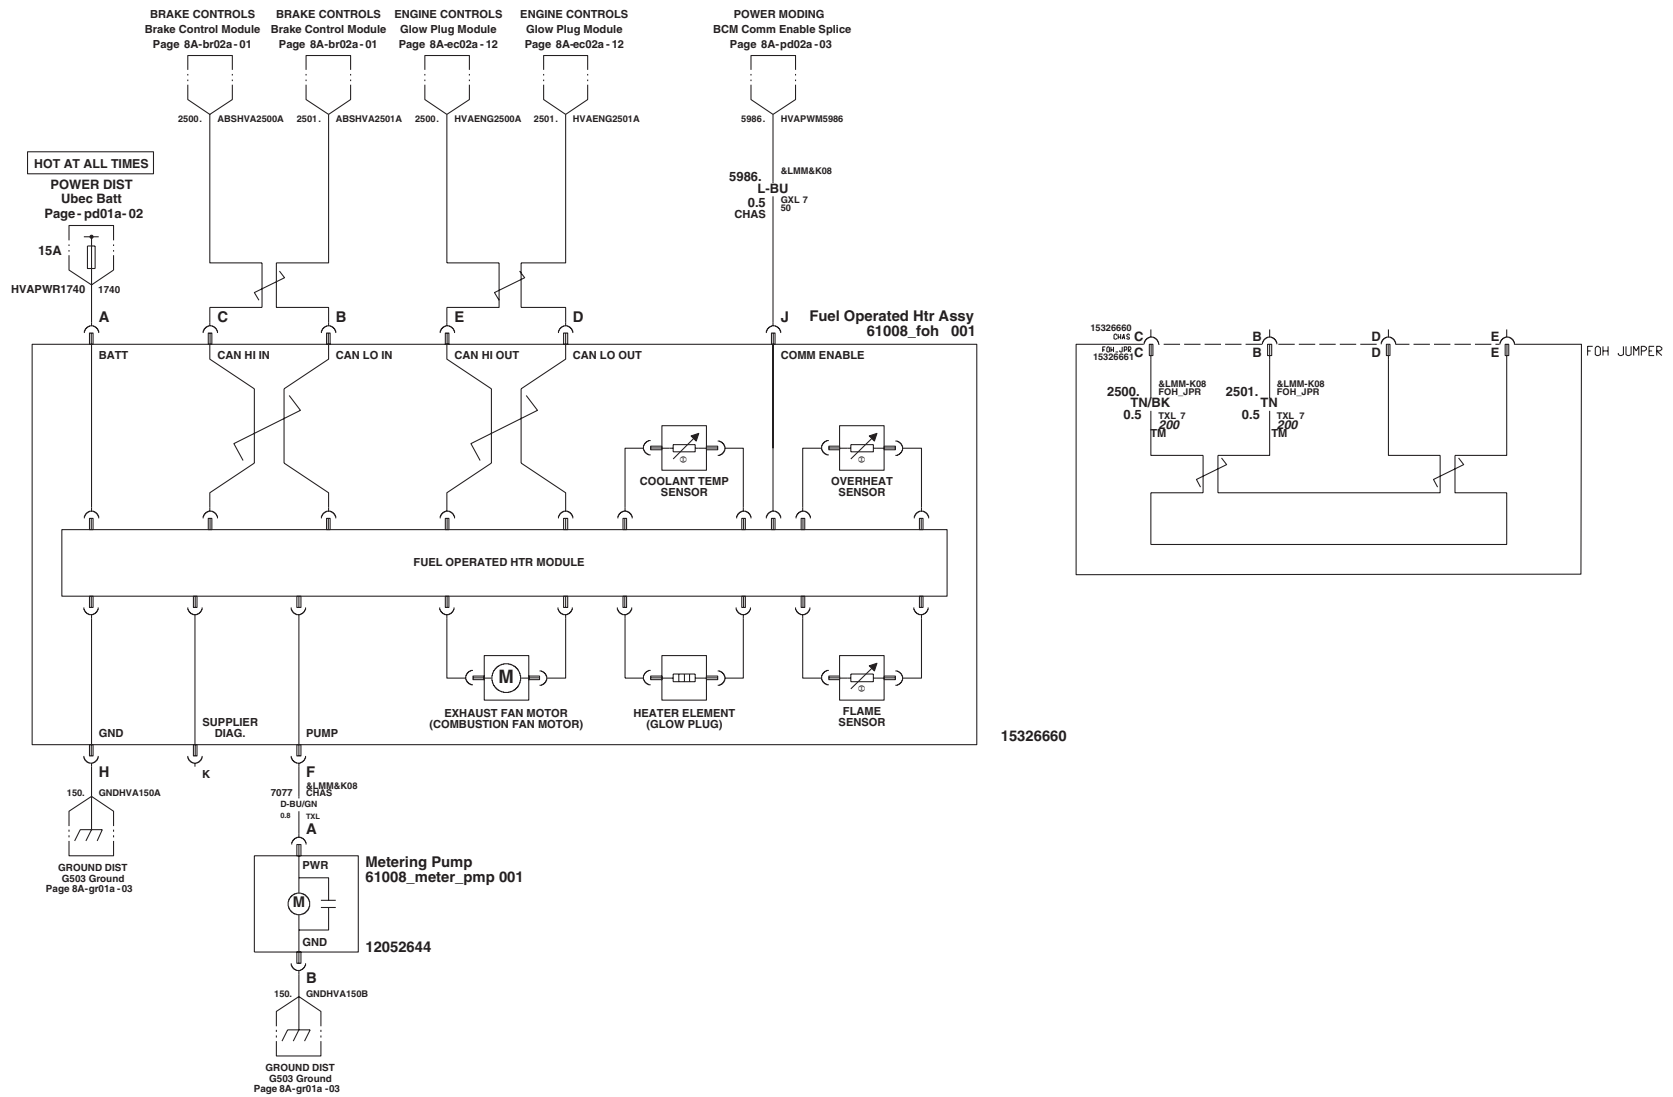 BRAKE CONTROLS
Brake Control Module
Page 8A-br02a-01
BRAKE CONTROLS
Brake Control Module
Page 8A-br02a-01
ENGINE CONTROLS
Glow Plug Module
Page 8A-ec02a-12
ENGINE CONTROLS
Glow Plug Module
Page 8A-ec02a-12
POWER MODING
BCM Comm Enable Splice
Page 8A-pd02a-03
2500. ABSHVA2500A
2501. ABSHVA2501A
2500. HVAENG2500A
2501. HVAENG2501A
5986. HVAPWM5986
HOT AT ALL TIMES
POWER DIST
Ubec Batt
Page-pd01a-02
15A
HVAPWR1740 1740
5986. &LMM&K08
L-BU
0.5 GXL 7
CHAS 50
A
C
B
E
D
J
Fuel Operated Htr Assy
61008_foh 001
BATT
CAN HI IN
CAN LO IN
CAN HI OUT
CAN LO OUT
COMM ENABLE
COOLANT TEMP
SENSOR
OVERHEAT
SENSOR
FUEL OPERATED HTR MODULE
M
EXHAUST FAN MOTOR
(COMBUSTION FAN MOTOR)
HEATER ELEMENT
(GLOW PLUG)
FLAME
SENSOR
GND
SUPPLIER
DIAG.
PUMP
15326660
H
K
F
150. GNDHVA150A
GROUND DIST
G503 Ground
Page 8A-gr01a-03
&LMM&K08
7077 CHAS
D-BU/GN
0.8 TXL
A
PWR
Metering Pump
61008_meter_pmp 001
M
GND
12052644
B
150. GNDHVA150B
GROUND DIST
G503 Ground
Page 8A-gr01a-03
15326660
CHAS
C
B
D
E
FOH_JPR
15326661
C
B
D
E
FOH JUMPER
2500. &LMM-K08
FOH_JPR
TN/BK
0.5 TXL 7
200
TM
2501. &LMM-K08
FOH_JPR
TN
0.5 TXL 7
200
TM